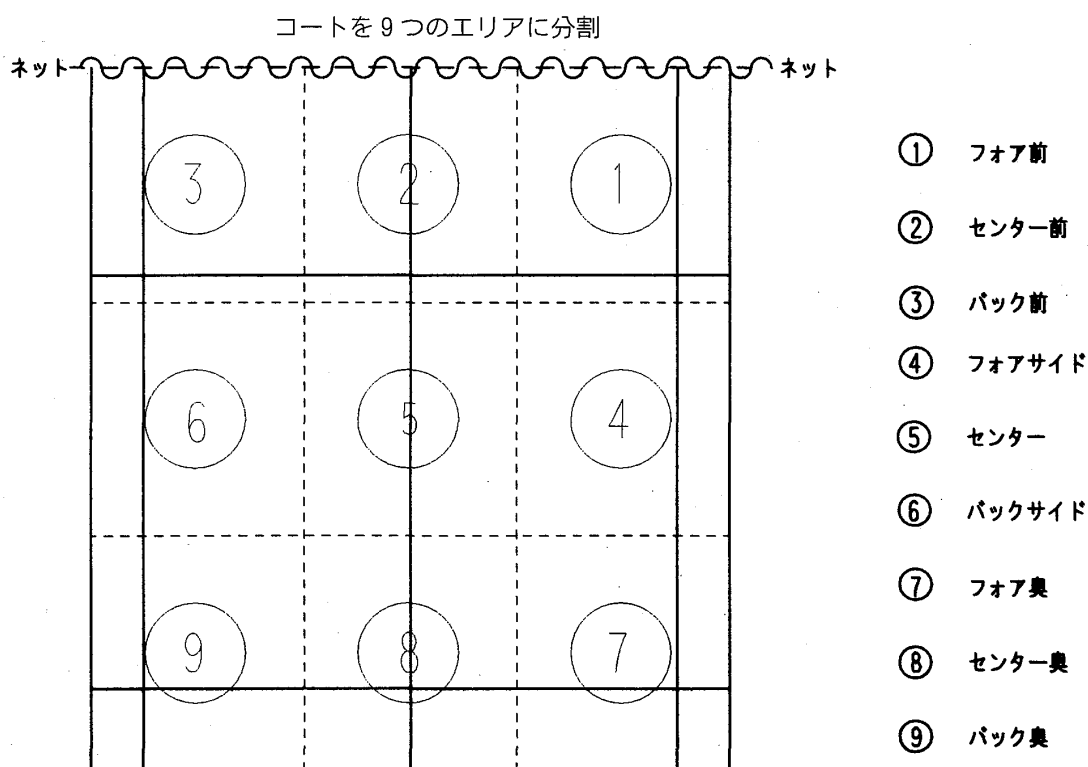 コートを9つのエリアに分割
ネット
ネット
3
2
1
① フォア前
② センター前
③ バック前
6
5
4
④ フォアサイド
⑤ センター
⑥ バックサイド
9
8
7
⑦ フォア奥
⑧ センター奥
⑨ バック奥